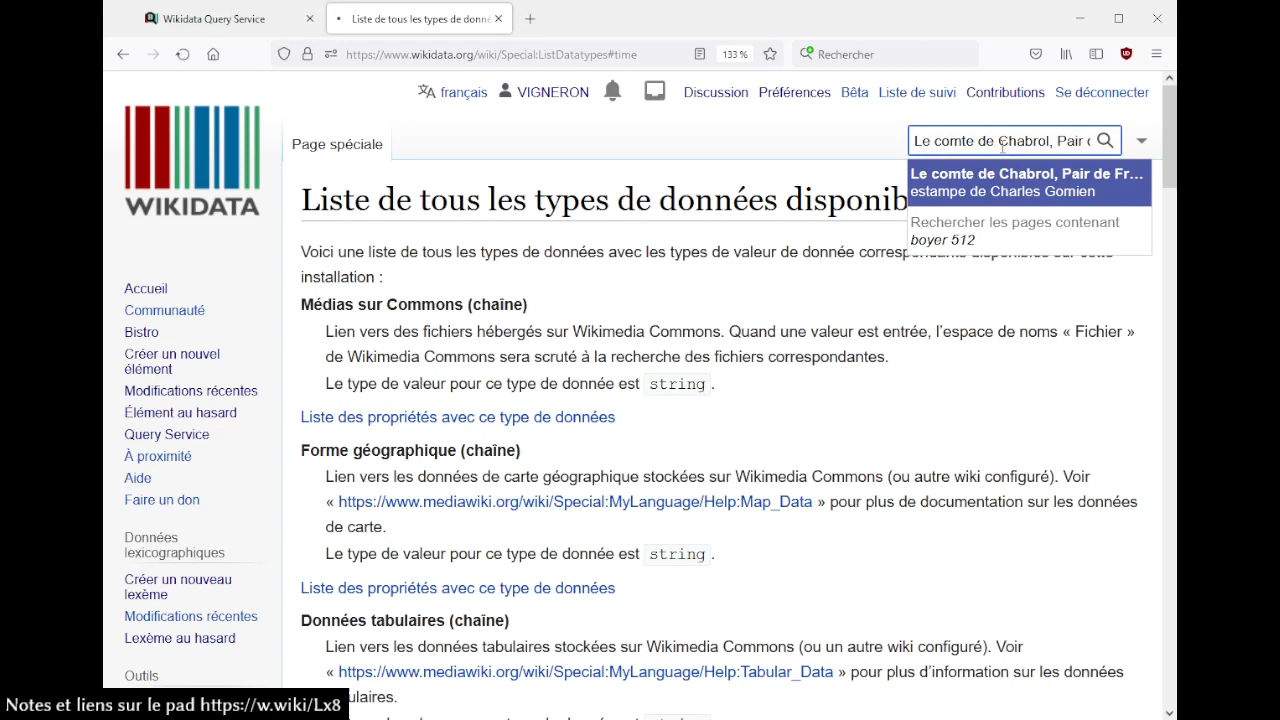 Wikidata Query Service
Liste de tous les types de donné
https://www.wikidata.org/wiki/Special:ListDatatypes#time
133 %
Rechercher
français
VIGNERON
Discussion
Préférences
Bêta
Liste de suivi
Contributions
Se déconnecter
WIKIDATA
Page spéciale
Le comte de Chabrol, Pair
Le comte de Chabrol, Pair de Fr…
estampe de Charles Gomien
Rechercher les pages contenant
boyer 512
Liste de tous les types de données disponib
Voici une liste de tous les types de données avec les types de valeur de donnée correspondante disponibles sur cette
installation :
Médias sur Commons (chaîne)
Lien vers des fichiers hébergés sur Wikimedia Commons. Quand une valeur est entrée, l’espace de noms « Fichier »
de Wikimedia Commons sera scruté à la recherche des fichiers correspondantes.
Le type de valeur pour ce type de donnée est string.
Liste des propriétés avec ce type de données
Forme géographique (chaîne)
Lien vers les données de carte géographique stockées sur Wikimedia Commons (ou autre wiki configuré). Voir
« https://www.mediawiki.org/wiki/Special:MyLanguage/Help:Map_Data » pour plus de documentation sur les données
de carte.
Le type de valeur pour ce type de donnée est string.
Liste des propriétés avec ce type de données
Données tabulaires (chaîne)
Lien vers les données tabulaires stockées sur Wikimedia Commons (ou un autre wiki configuré). Voir
« https://www.mediawiki.org/wiki/Special:MyLanguage/Help:Tabular_Data » pour plus d’information sur les données
ulaires.
Accueil
Communauté
Bistro
Créer un nouvel
élément
Modifications récentes
Élément au hasard
Query Service
À proximité
Aide
Faire un don
Données
lexicographiques
Créer un nouveau
lexème
Modifications récentes
Lexème au hasard
Outils
Notes et liens sur le pad https://w.wiki/Lx8